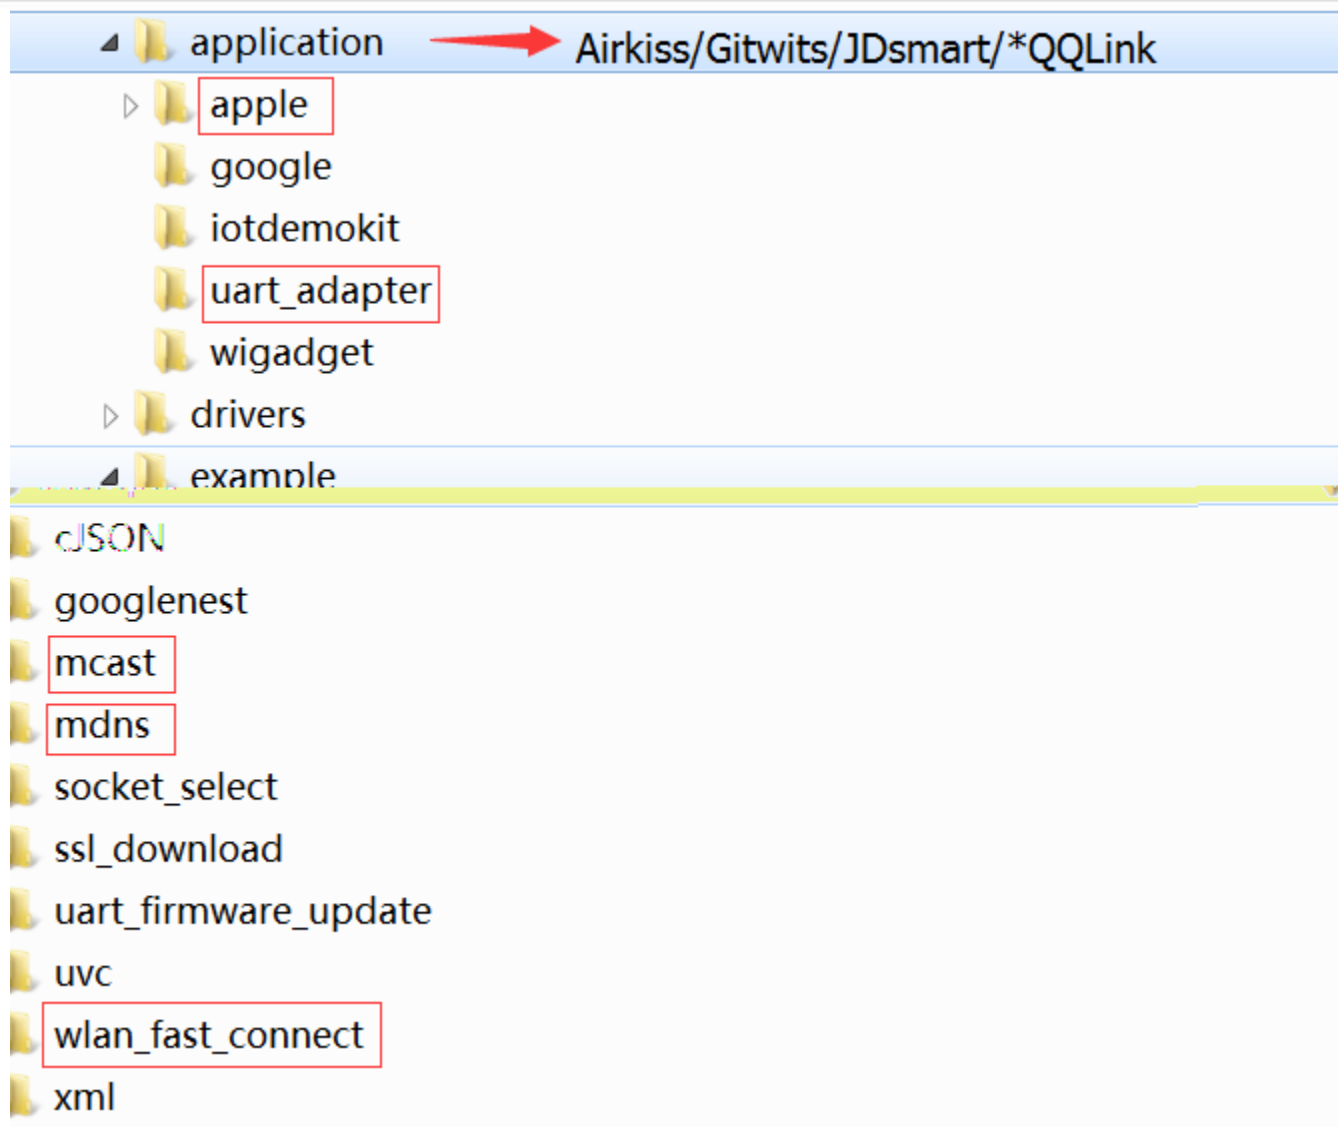 application Airkiss/Gitwits/JDsmart/*QQLink
apple
google
iotdemokit
uart_adapter
wigadget
drivers
example
cJSON
googlenest
mcast
mdns
socket_select
ssl_download
uart_firmware_update
uvc
wlan_fast_connect
xml